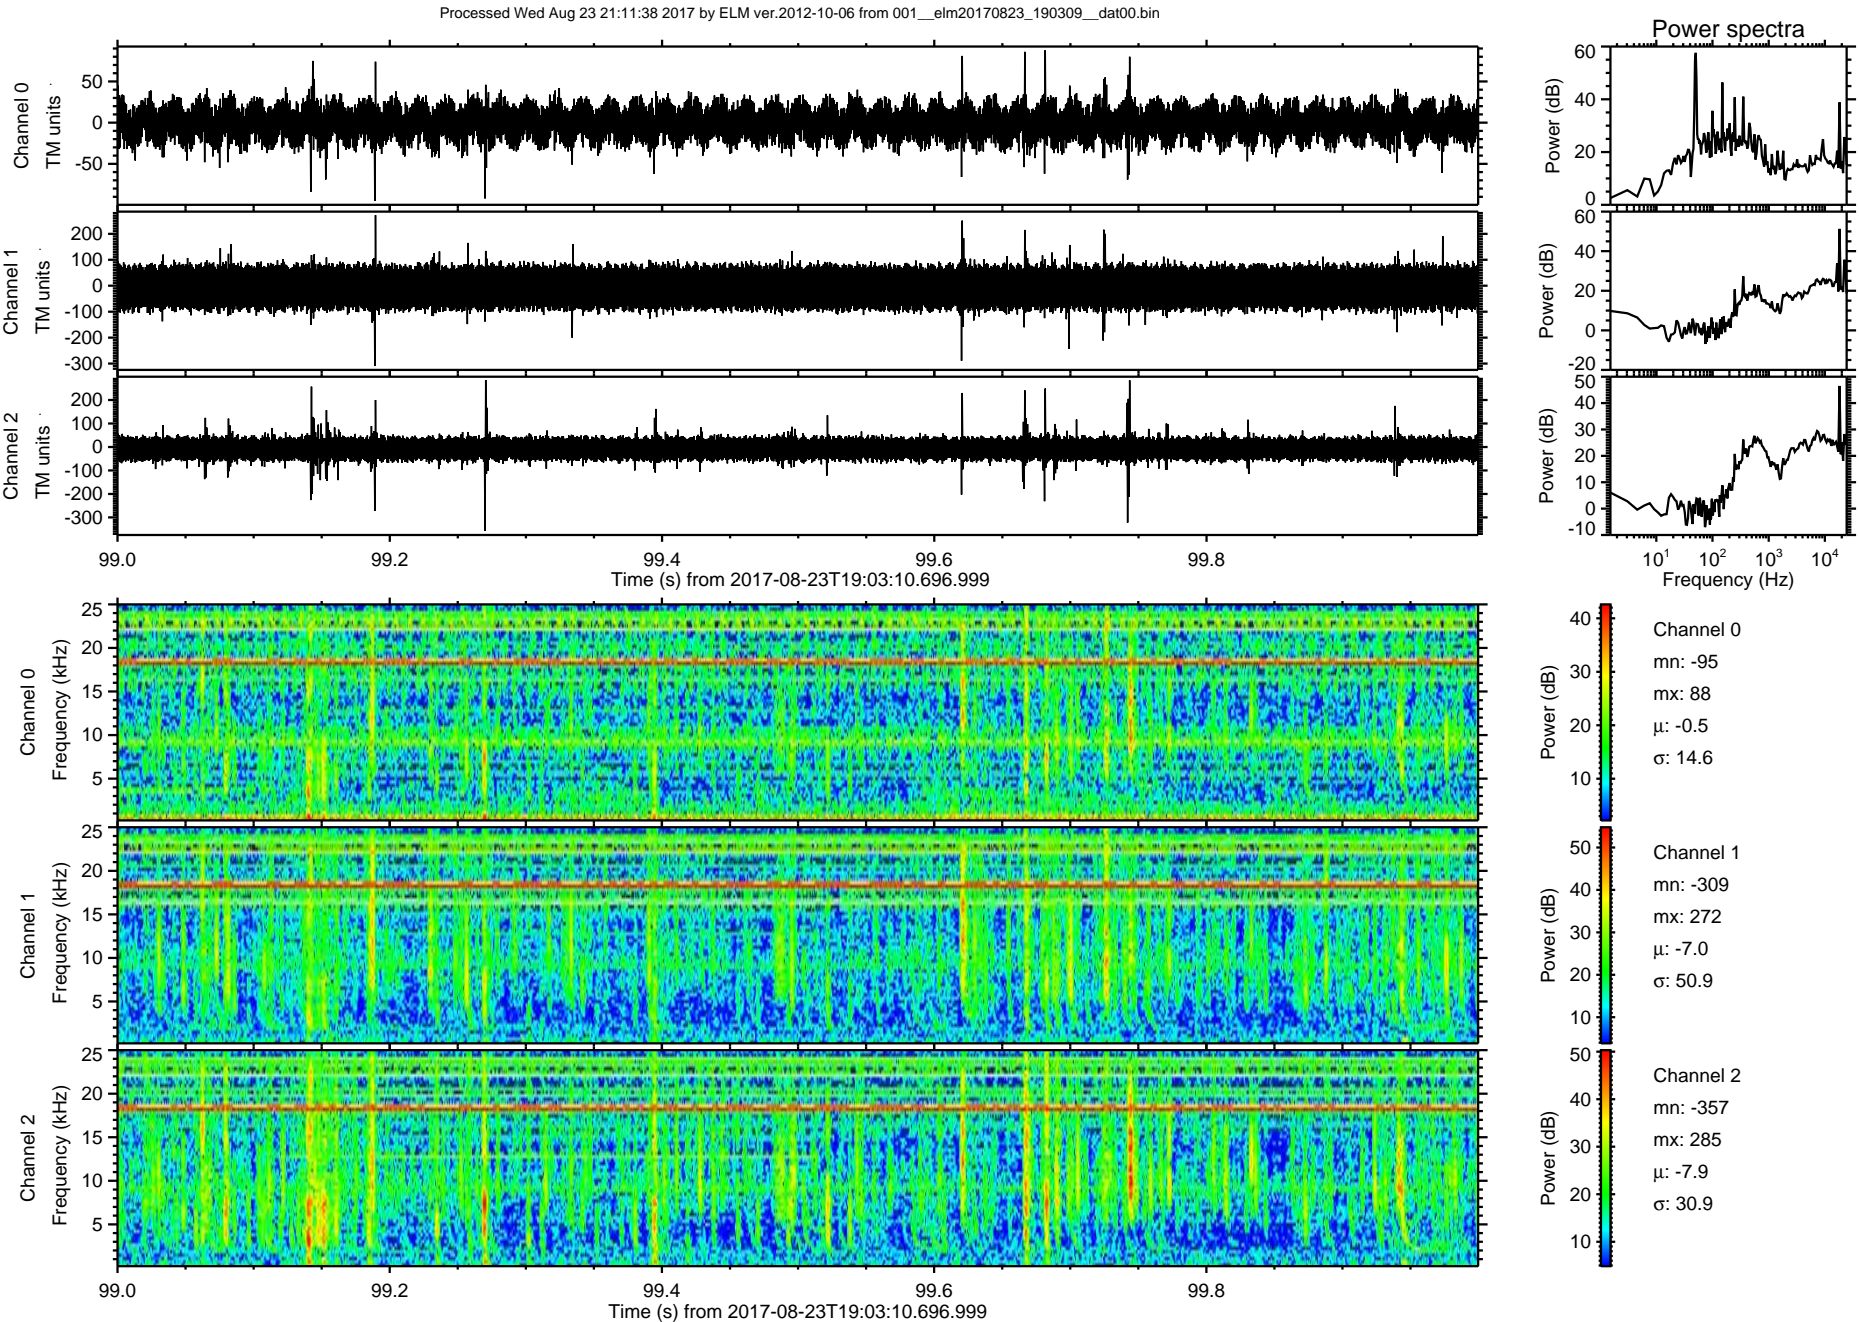 Processed Wed Aug 23 21:11:38 2017 by ELM ver.2012-10-06 from 001__elm20170823_190309__dat00.bin
Power spectra
Channel 0
TM units
50
0
-50
Power (dB)
60
40
20
0
Channel 1
TM units
200
100
0
-100
-200
-300
Power (dB)
60
40
20
0
-20
Channel 2
TM units
200
100
0
-100
-200
-300
Power (dB)
50
40
30
20
10
0
-10
99.0 99.2 99.4 99.6 99.8
Time (s) from 2017-08-23T19:03:10.696.999
10¹ 10² 10³ 10⁴
Frequency (Hz)
Channel 0
Frequency (kHz)
25
20
15
10
5
Power (dB)
40
30
20
10
Channel 0
mn: -95
mx: 88
μ: -0.5
σ: 14.6
Channel 1
Frequency (kHz)
25
20
15
10
5
Power (dB)
50
40
30
20
10
Channel 1
mn: -309
mx: 272
μ: -7.0
σ: 50.9
Channel 2
Frequency (kHz)
25
20
15
10
5
Power (dB)
50
40
30
20
10
Channel 2
mn: -357
mx: 285
μ: -7.9
σ: 30.9
99.0 99.2 99.4 99.6 99.8
Time (s) from 2017-08-23T19:03:10.696.999